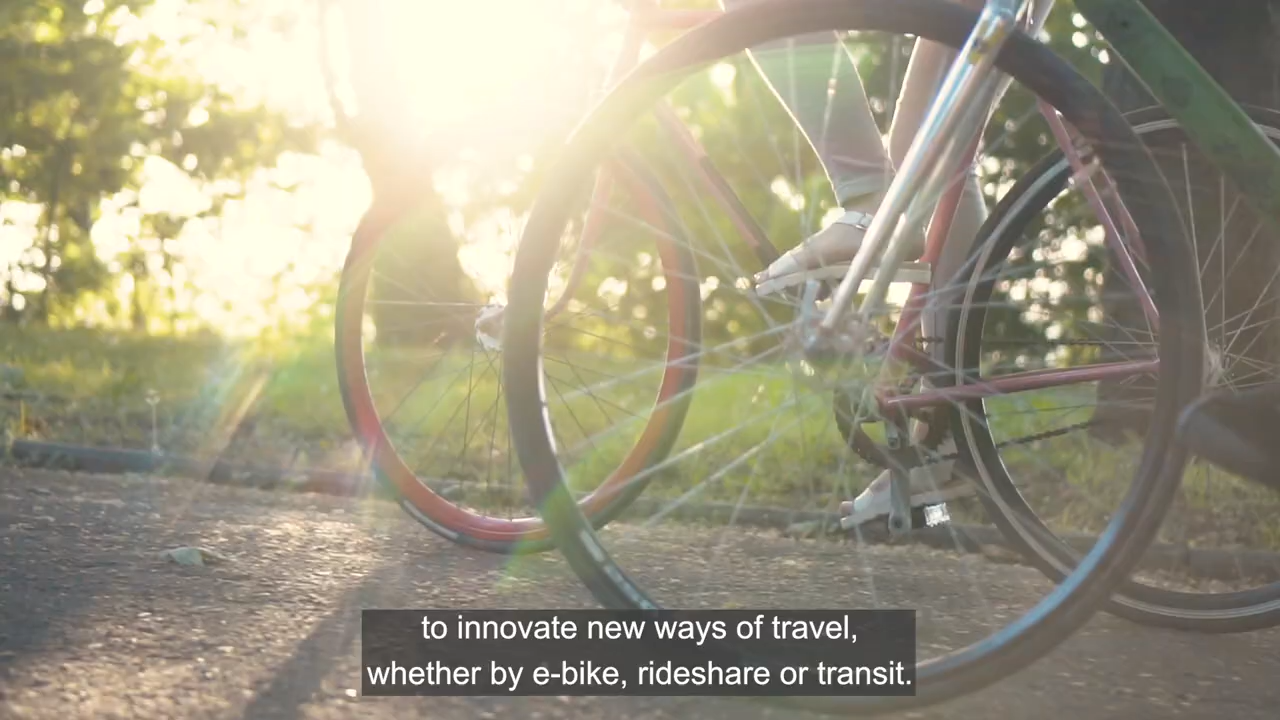 to innovate new ways of travel,
whether by e-bike, rideshare or transit.